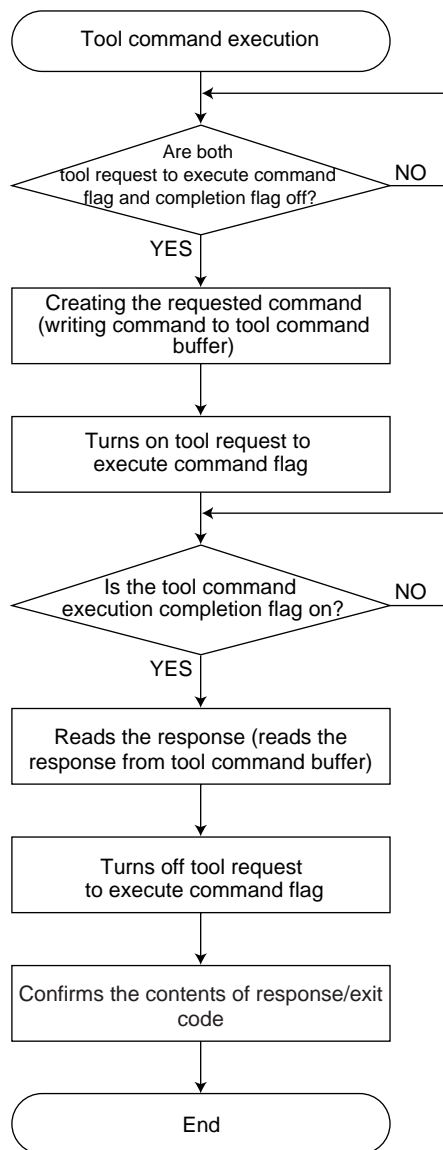 Tool command execution
Are both
tool request to execute command
flag and completion flag off?
NO
YES
Creating the requested command
(writing command to tool command
buffer)
Turns on tool request to
execute command flag
Is the tool command
execution completion flag on?
NO
YES
Reads the response (reads the
response from tool command buffer)
Turns off tool request
to execute command flag
Confirms the contents of response/exit
code
End